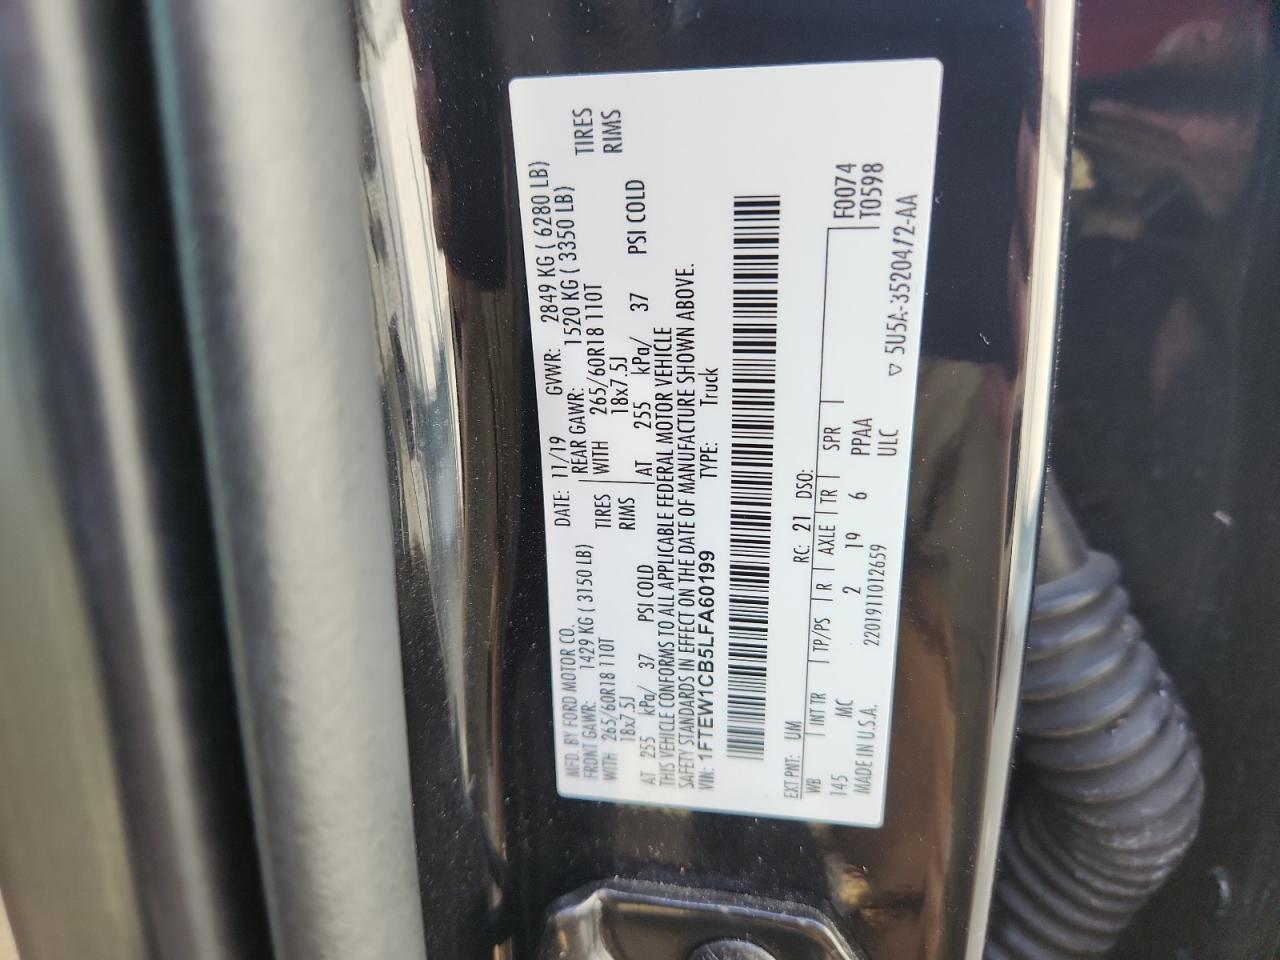 MFD. BY FORD MOTOR CO.
DATE: 11/19 GVWR: 2849 KG ( 6280 LB)
FRONT GAWR: 1429 KG ( 3150 LB) REAR GAWR: 1520 KG ( 3350 LB)
WITH 265/60R18 110T TIRES WITH 265/60R18 110T TIRES
18x7.5J RIMS 18x7.5J RIMS
AT 255 kPa/ 37 PSI COLD AT 255 kPa/ 37 PSI COLD
THIS VEHICLE CONFORMS TO ALL APPLICABLE FEDERAL MOTOR VEHICLE
SAFETY STANDARDS IN EFFECT ON THE DATE OF MANUFACTURE SHOWN ABOVE.
VIN: 1FTEW1CB5LFA60199 TYPE: Truck
EXT PNT: UM RC: 21 DSO:
WB INT TR TP/PS R AXLE TR SPR F0074
145 MC 2 19 6 PPAA T0598
MADE IN U.S.A. 2201911012659 ULC
▽ 5U5A-3520472-AA